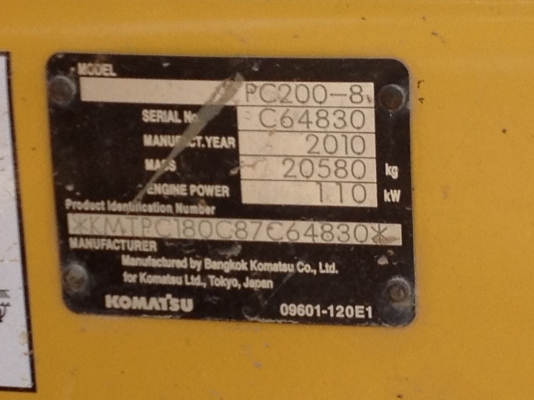 MODEL
PC200-8
SERIAL No. C64830
MANUFACT.YEAR 2010
MASS 20580 kg
ENGINE POWER 110 kW
Product Identification Number
*KMTPC180C87C64830*
MANUFACTURER
Manufactured by Bangkok Komatsu Co., Ltd.
for Komatsu Ltd., Tokyo, Japan
KOMATSU 09601-120E1